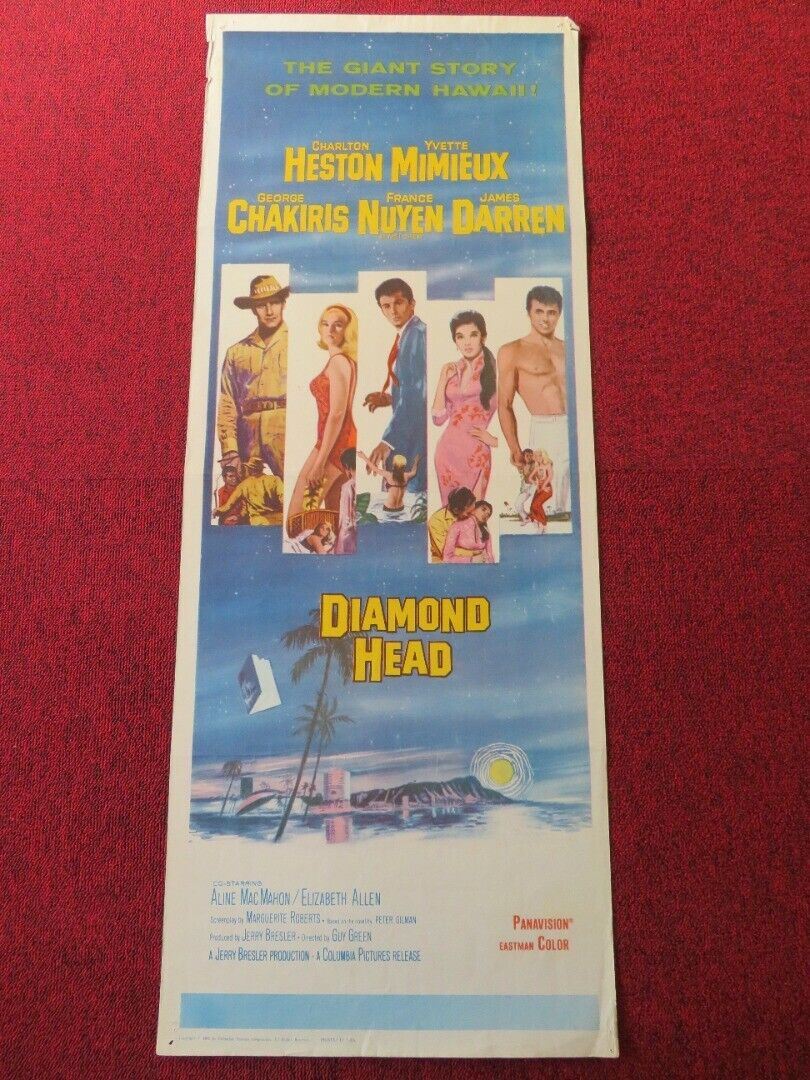 THE GIANT STORY
OF MODERN HAWAII!
CHARLTON YVETTE
HESTON MIMIEUX
GEORGE FRANCE JAMES
CHAKIRIS NUYEN DARREN
DIAMOND
HEAD
CO-STARRING
ALINE MACMAHON / ELIZABETH ALLEN
Screenplay by MARGUERITE ROBERTS • Based on the novel by PETER GILMAN
Produced by JERRY BRESLER • Directed by GUY GREEN
A JERRY BRESLER PRODUCTION - A COLUMBIA PICTURES RELEASE
PANAVISION®
EASTMAN COLOR